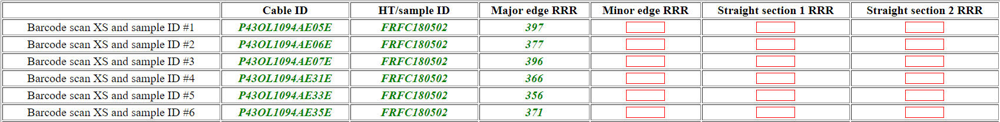 Cable ID HT/sample ID Major edge RRR Minor edge RRR Straight section 1 RRR Straight section 2 RRR
Barcode scan XS and sample ID #1 P43OL1094AE05E FRFC180502 397
Barcode scan XS and sample ID #2 P43OL1094AE06E FRFC180502 377
Barcode scan XS and sample ID #3 P43OL1094AE07E FRFC180502 396
Barcode scan XS and sample ID #4 P43OL1094AE31E FRFC180502 366
Barcode scan XS and sample ID #5 P43OL1094AE33E FRFC180502 356
Barcode scan XS and sample ID #6 P43OL1094AE35E FRFC180502 371